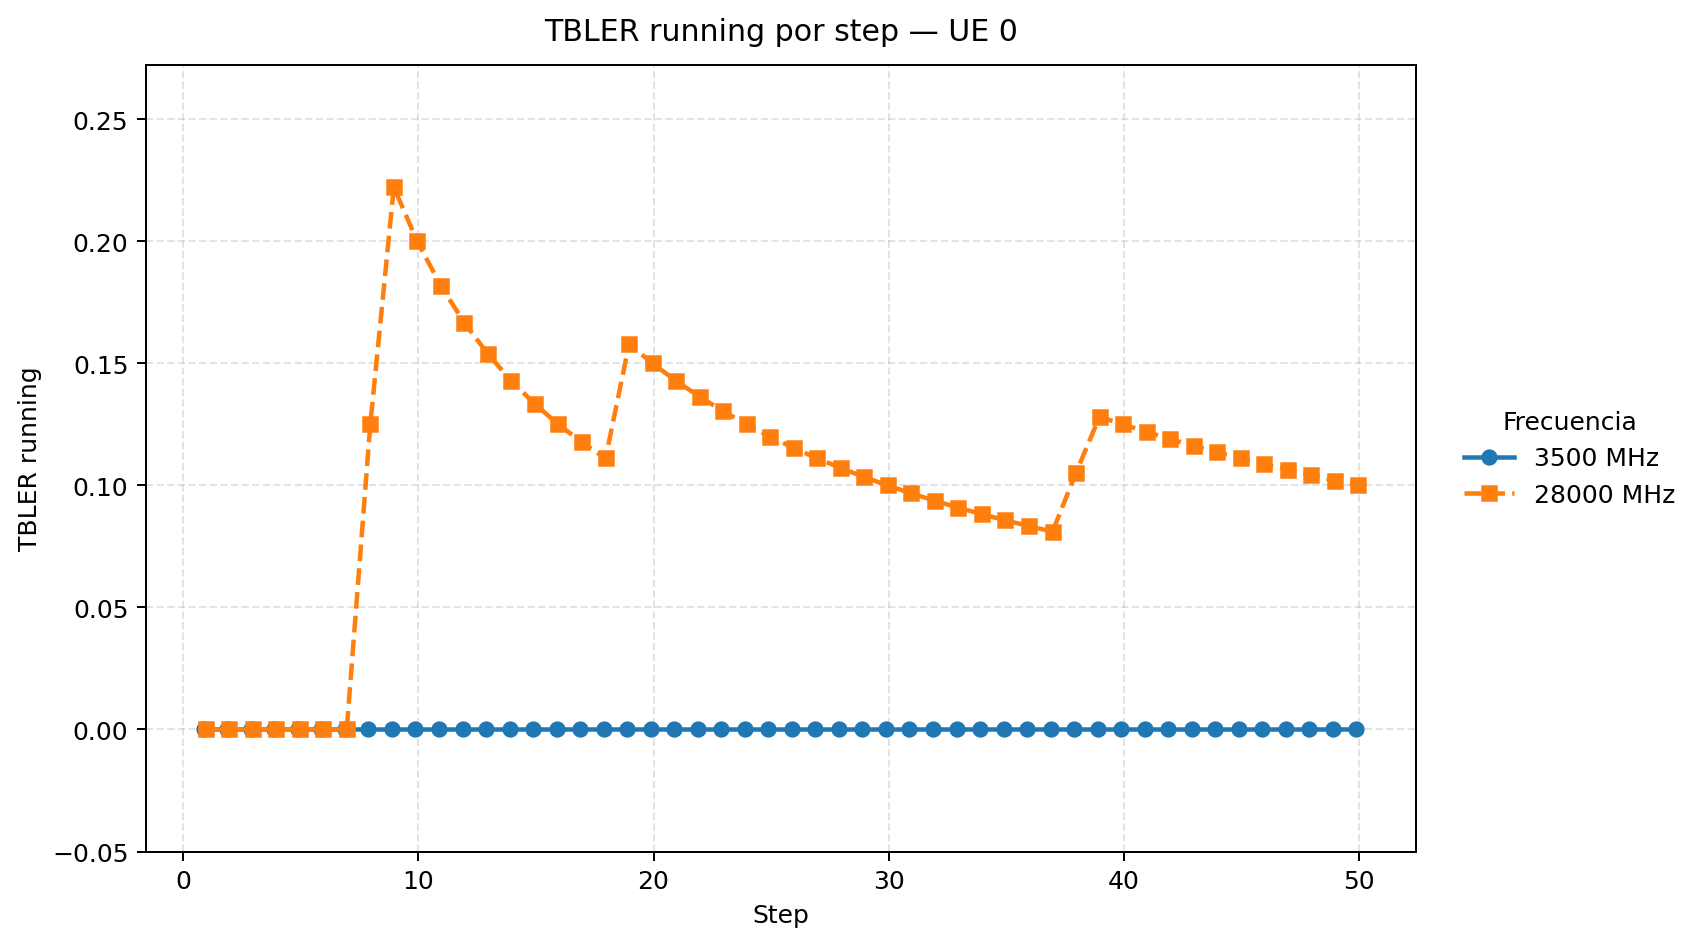 TBLER running por step — UE 0
TBLER running
0.25
0.20
0.15
0.10
0.05
0.00
−0.05
0
10
20
30
40
50
Step
Frecuencia
3500 MHz
28000 MHz